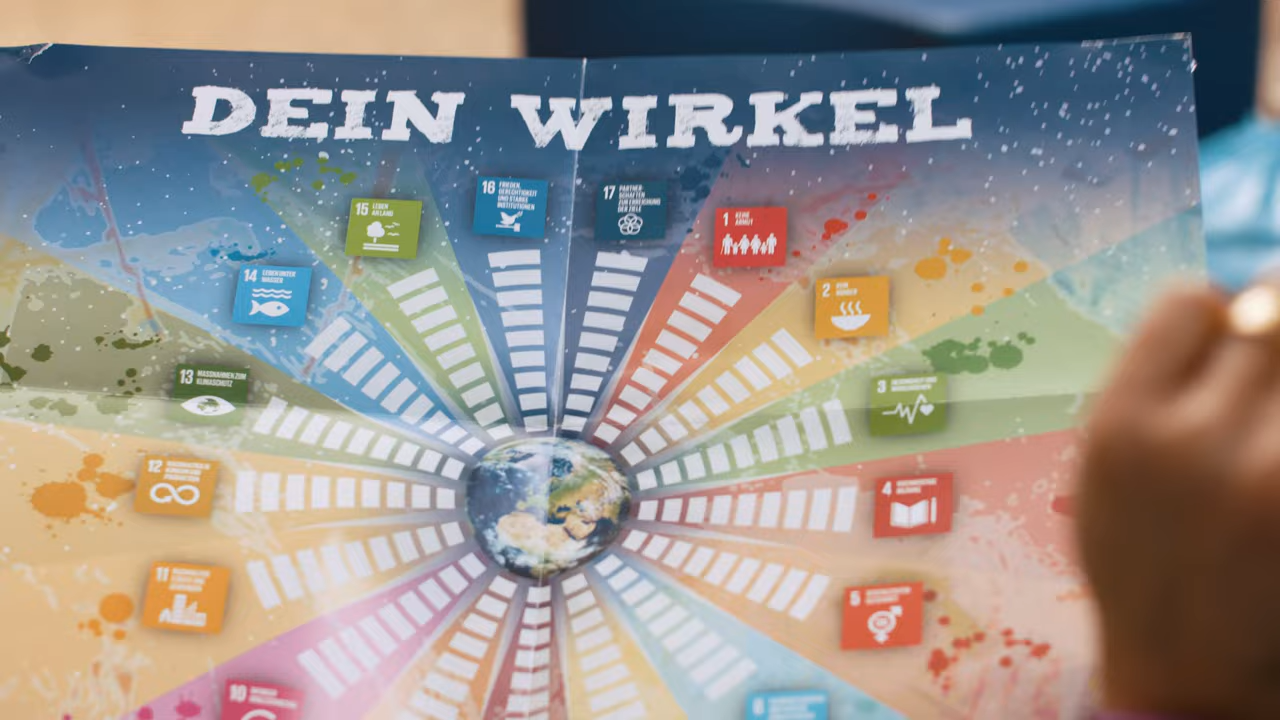 DEIN WIRKEL
16 FRIEDEN,
GERECHTIGKEIT
UND STARKE
INSTITUTIONEN
17 PARTNER-
SCHAFTEN
ZUR ERREICHUNG
DER ZIELE
15 LEBEN
AN LAND
1 KEINE
ARMUT
14 LEBEN UNTER
WASSER
2 KEIN
HUNGER
13 MASSNAHMEN ZUM
KLIMASCHUTZ
3
12
4
11
5
10
6